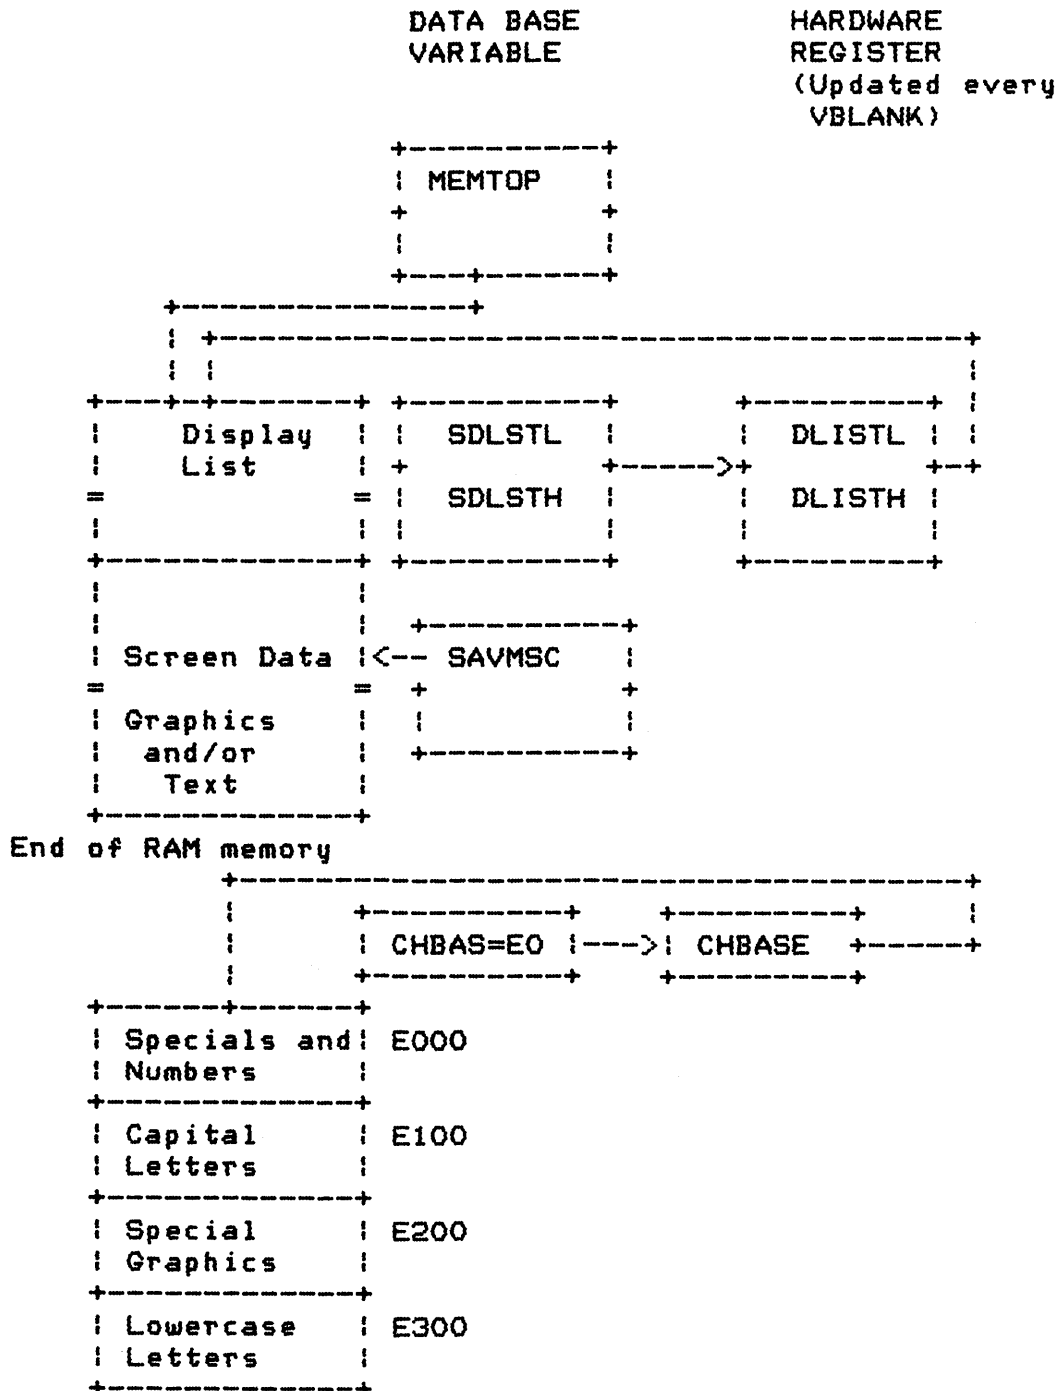 DATA BASE HARDWARE
VARIABLE REGISTER
(Updated every
VBLANK)
MEMTOP
Display SDLSTL DLISTL
List
SDLSTH DLISTH
Screen Data <-- SAVMSC
Graphics
and/or
Text
End of RAM memory
CHBAS=E0 ---> CHBASE
Specials and E000
Numbers
Capital E100
Letters
Special E200
Graphics
Lowercase E300
Letters